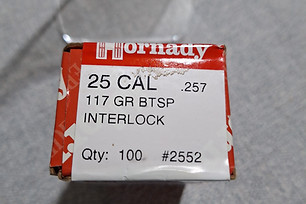 Hornady
25 CAL .257
117 GR BTSP
INTERLOCK
Qty: 100 #2552